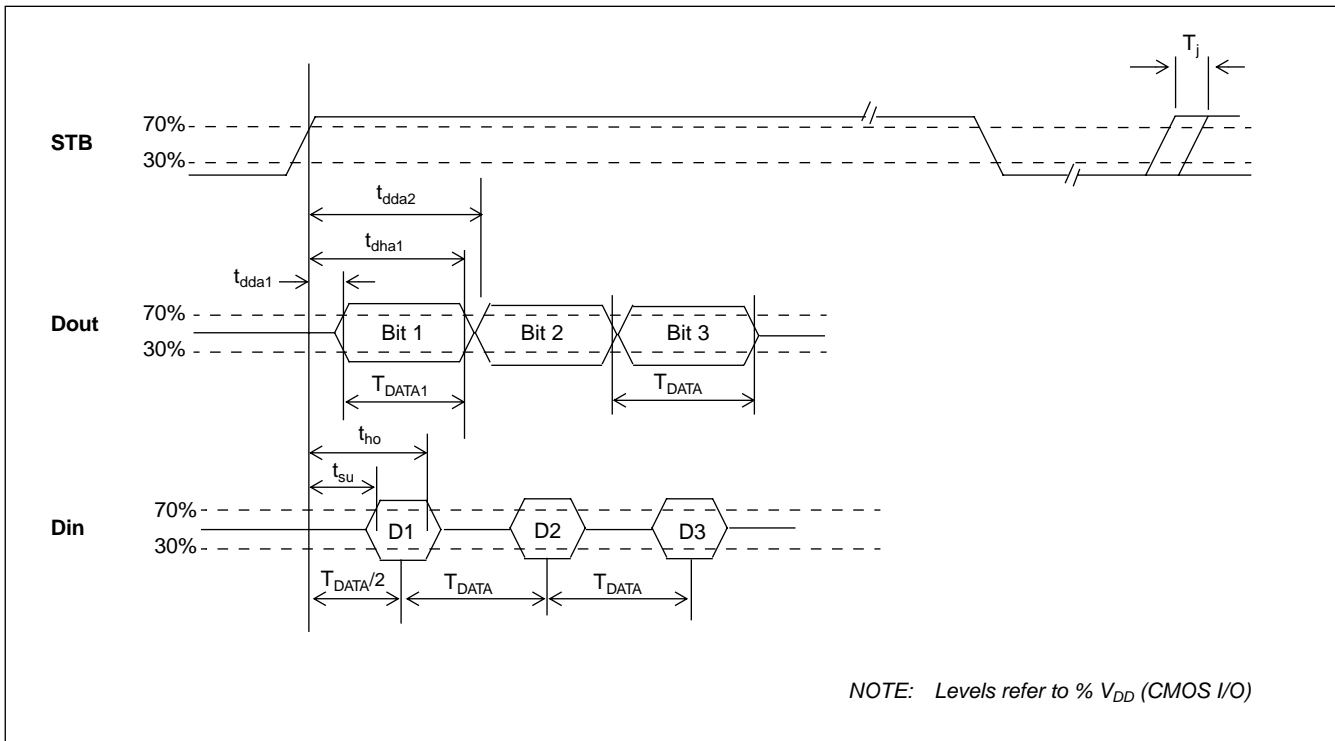 Tj
70%
STB
30%
tdda2
tdha1
tdda1
70%
Dout
Bit 1
Bit 2
Bit 3
30%
TDATA1
TDATA
tho
tsu
70%
Din
D1
D2
D3
30%
TDATA/2
TDATA
TDATA
NOTE: Levels refer to % VDD (CMOS I/O)